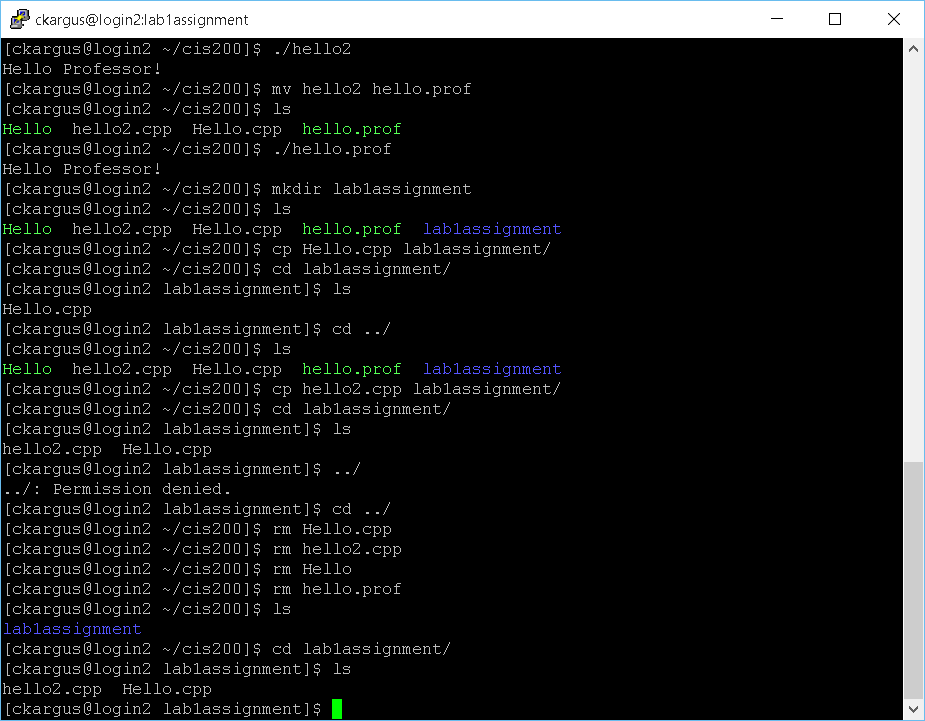 ckargus@login2:lab1assignment
[ckargus@login2 ~/cis200]$ ./hello2
Hello Professor!
[ckargus@login2 ~/cis200]$ mv hello2 hello.prof
[ckargus@login2 ~/cis200]$ ls
Hello  hello2.cpp  Hello.cpp  hello.prof
[ckargus@login2 ~/cis200]$ ./hello.prof
Hello Professor!
[ckargus@login2 ~/cis200]$ mkdir lab1assignment
[ckargus@login2 ~/cis200]$ ls
Hello  hello2.cpp  Hello.cpp  hello.prof  lab1assignment
[ckargus@login2 ~/cis200]$ cp Hello.cpp lab1assignment/
[ckargus@login2 ~/cis200]$ cd lab1assignment/
[ckargus@login2 lab1assignment]$ ls
Hello.cpp
[ckargus@login2 lab1assignment]$ cd ../
[ckargus@login2 ~/cis200]$ ls
Hello  hello2.cpp  Hello.cpp  hello.prof  lab1assignment
[ckargus@login2 ~/cis200]$ cp hello2.cpp lab1assignment/
[ckargus@login2 ~/cis200]$ cd lab1assignment/
[ckargus@login2 lab1assignment]$ ls
hello2.cpp  Hello.cpp
[ckargus@login2 lab1assignment]$ ../
../: Permission denied.
[ckargus@login2 lab1assignment]$ cd ../
[ckargus@login2 ~/cis200]$ rm Hello.cpp
[ckargus@login2 ~/cis200]$ rm hello2.cpp
[ckargus@login2 ~/cis200]$ rm Hello
[ckargus@login2 ~/cis200]$ rm hello.prof
[ckargus@login2 ~/cis200]$ ls
lab1assignment
[ckargus@login2 ~/cis200]$ cd lab1assignment/
[ckargus@login2 lab1assignment]$ ls
hello2.cpp  Hello.cpp
[ckargus@login2 lab1assignment]$